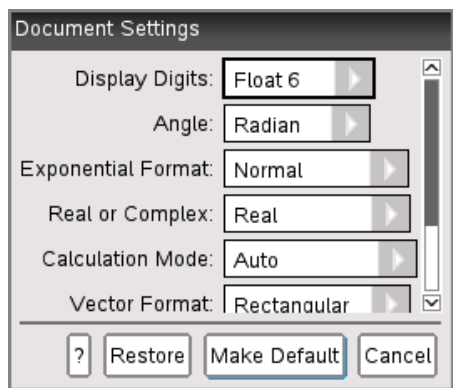 Document Settings
Display Digits: Float 6
Angle: Radian
Exponential Format: Normal
Real or Complex: Real
Calculation Mode: Auto
Vector Format: Rectangular
? Restore Make Default Cancel